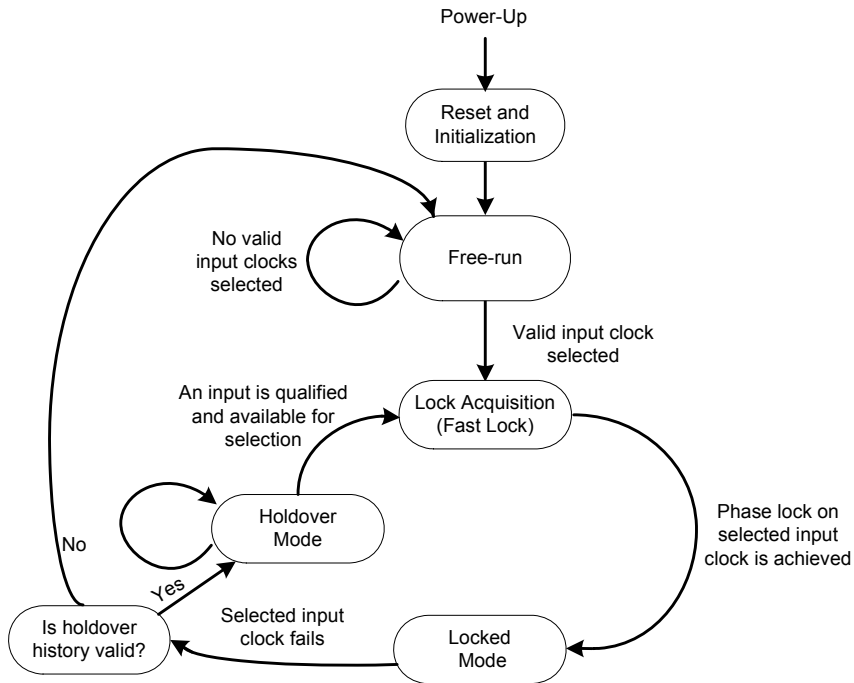 Power-Up
Reset and
Initialization
No valid
input clocks
selected
Free-run
Valid input clock
selected
An input is qualified
and available for
selection
Lock Acquisition
(Fast Lock)
Holdover
Mode
Phase lock on
selected input
clock is achieved
No
Yes
Is holdover
history valid?
Selected input
clock fails
Locked
Mode